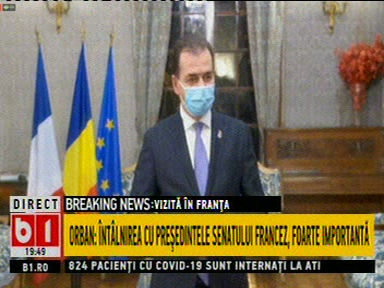 DIRECT
BREAKING NEWS: VIZITĂ ÎN FRANȚA
b1
19:49
ORBAN: ÎNTÂLNIREA CU PREȘEDINTELE SENATULUI FRANCEZ, FOARTE IMPORTANTĂ
B1.RO
824 PACIENȚI CU COVID-19 SUNT INTERNAȚI LA ATI